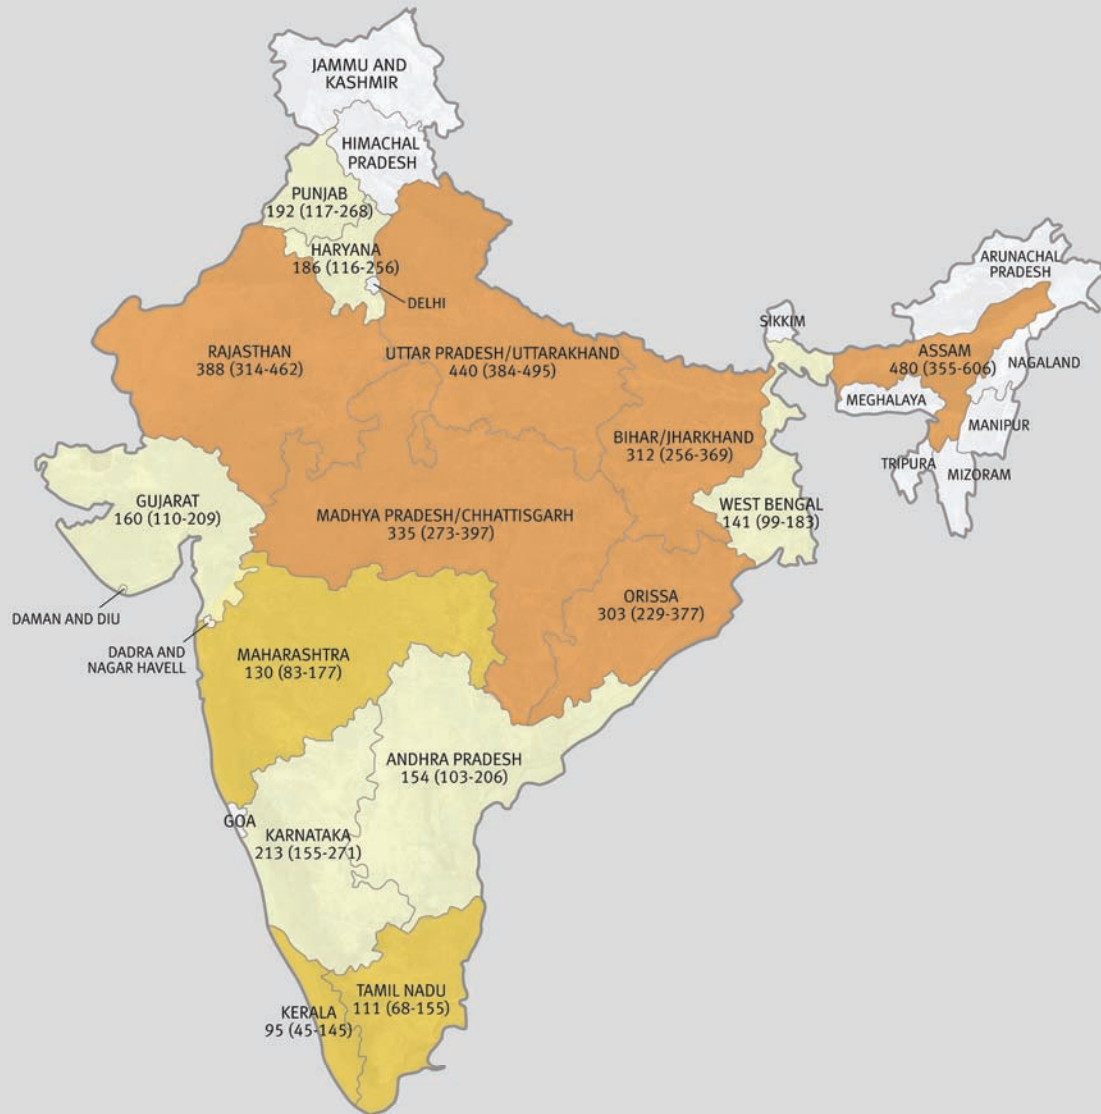 JAMMU AND
KASHMIR
HIMACHAL
PRADESH
PUNJAB
192 (117-268)
HARYANA
186 (116-256)
DELHI
ARUNACHAL
PRADESH
SIKKIM
RAJASTHAN
388 (314-462)
UTTAR PRADESH/UTTARAKHAND
440 (384-495)
ASSAM
480 (355-606)
NAGALAND
MEGHALAYA
MANIPUR
BIHAR/JHARKHAND
312 (256-369)
TRIPURA
MIZORAM
GUJARAT
160 (110-209)
MADHYA PRADESH/CHHATTISGARH
335 (273-397)
WEST BENGAL
141 (99-183)
ORISSA
303 (229-377)
DAMAN AND DIU
DADRA AND
NAGAR HAVELL
MAHARASHTRA
130 (83-177)
ANDHRA PRADESH
154 (103-206)
GOA
KARNATAKA
213 (155-271)
TAMIL NADU
111 (68-155)
KERALA
95 (45-145)